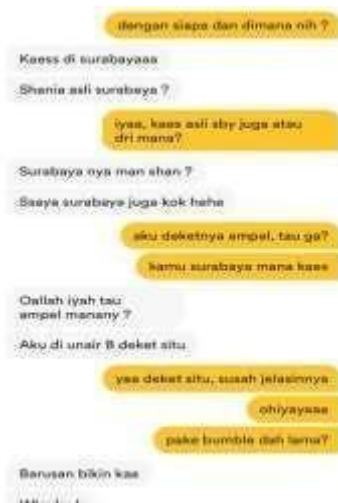 dengan siapa dan dimana nih ?
Kaess di surabayaaa
Shania asli surabaya ?
iyaa, kaes asli sby juga atau
dri mana?
Surabaya nya man shan ?
Ssaya surabaya juga kok hehe
aku deketnya ampel, tau ga?
kamu surabaya mana kaes
Oallah iyah tau
ampel manany ?
Aku di unair B deket situ
yaa deket situ, susah jelasinnya
ohiyayaaa
pake bumble dah lama?
Barusan bikin kaa